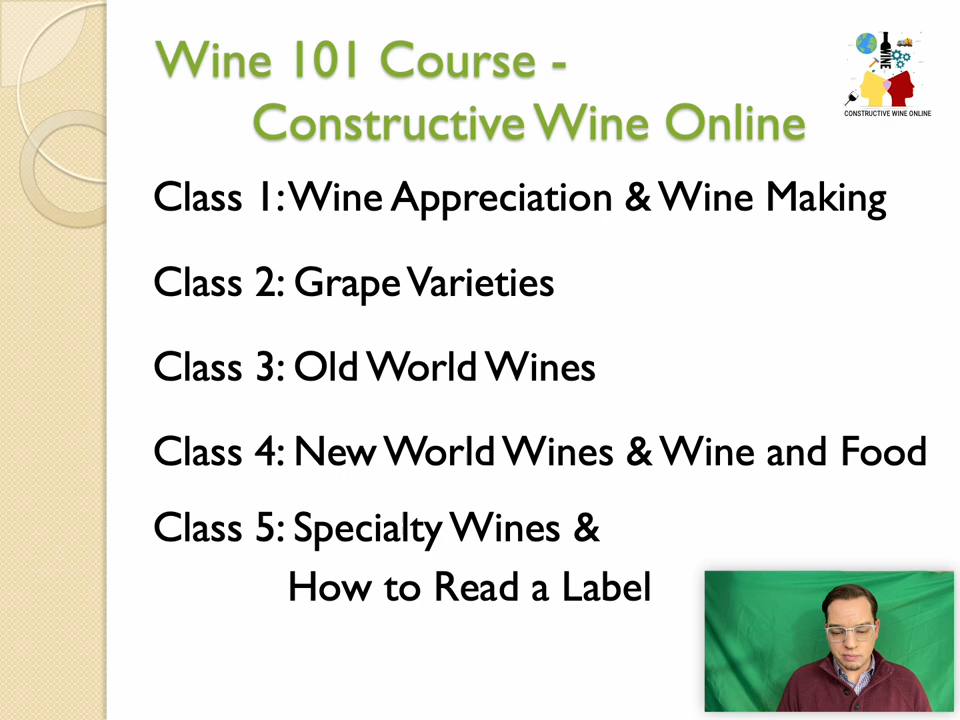 Wine 101 Course -
Constructive Wine Online
WINE
CONSTRUCTIVE WINE ONLINE
Class 1: Wine Appreciation & Wine Making
Class 2: Grape Varieties
Class 3: Old World Wines
Class 4: New World Wines & Wine and Food
Class 5: Specialty Wines &
How to Read a Label